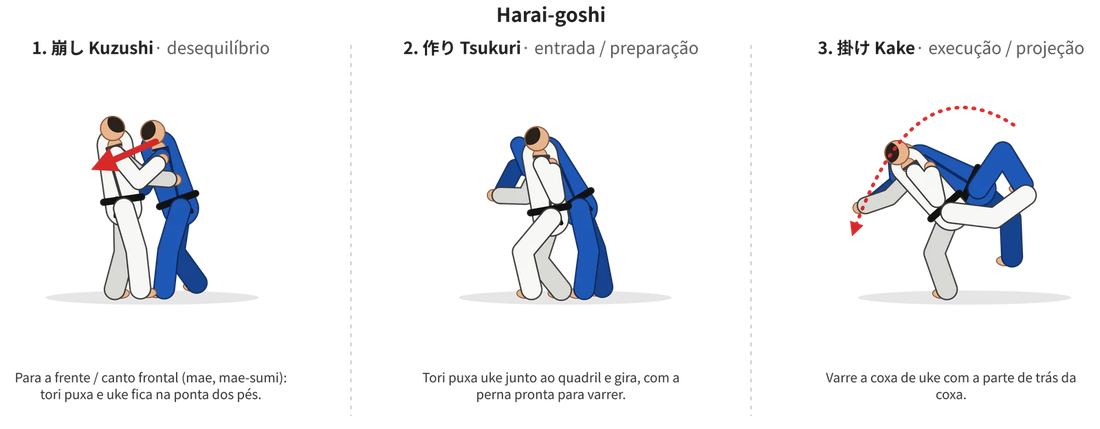 Harai-goshi
1. 崩し Kuzushi · desequilíbrio
2. 作り Tsukuri · entrada / preparação
3. 掛け Kake · execução / projeção
Para a frente / canto frontal (mae, mae-sumi):
tori puxa e uke fica na ponta dos pés.
Tori puxa uke junto ao quadril e gira, com a
perna pronta para varrer.
Varre a coxa de uke com a parte de trás da
coxa.